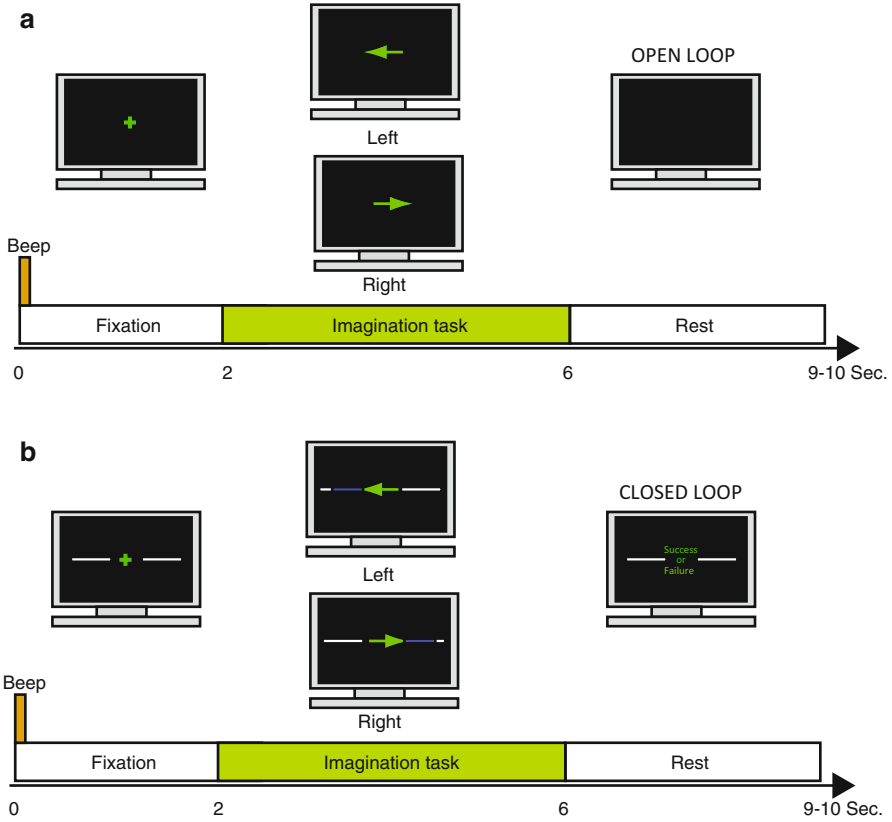 a
OPEN LOOP
Left
Right
Beep
Fixation Imagination task Rest
0 2 6 9-10 Sec.
b
CLOSED LOOP
Success
or
Failure
Left
Right
Beep
Fixation Imagination task Rest
0 2 6 9-10 Sec.